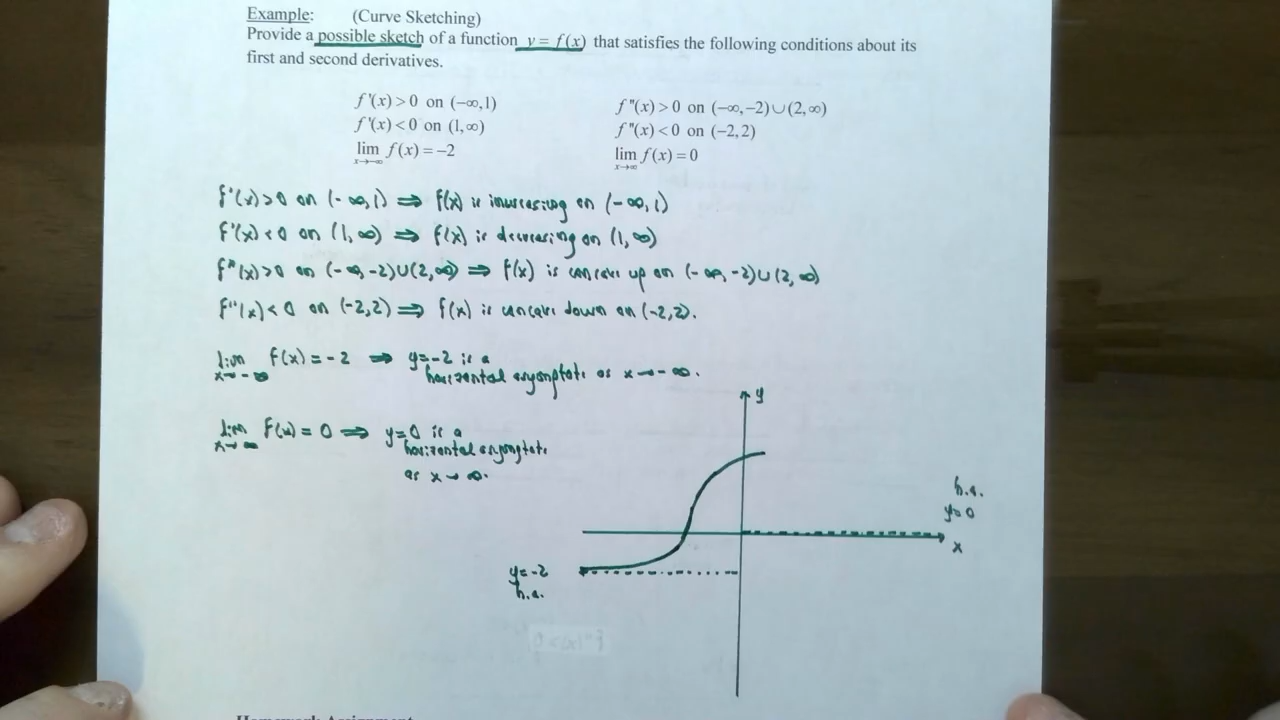 Example: (Curve Sketching)
Provide a possible sketch of a function y = f(x) that satisfies the following conditions about its
first and second derivatives.
f'(x) > 0 on (−∞, 1) f"(x) > 0 on (−∞, −2) ∪ (2, ∞)
f'(x) < 0 on (1, ∞) f"(x) < 0 on (−2, 2)
lim f(x) = −2 lim f(x) = 0
x→−∞ x→∞
f'(x) > 0 on (-∞, 1) ⇒ f(x) is increasing on (-∞, 1)
f'(x) < 0 on (1, ∞) ⇒ f(x) is decreasing on (1, ∞)
f"(x) > 0 on (-∞, -2) ∪ (2, ∞) ⇒ f(x) is concave up on (-∞, -2) ∪ (2, ∞)
f"(x) < 0 on (-2, 2) ⇒ f(x) is concave down on (-2, 2).
lim f(x) = -2 ⇒ y=-2 is a
x→-∞ horizontal asymptote as x→-∞.
lim f(x) = 0 ⇒ y=0 is a
x→∞ horizontal asymptote
as x→∞.
y
h.a.
y=0
x
y=-2
h.a.